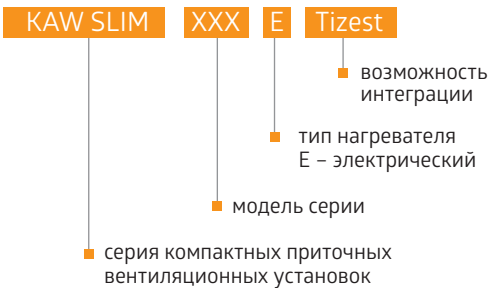 KAW SLIM XXX E Tizest
возможность
интеграции
тип нагревателя
E – электрический
модель серии
серия компактных приточных
вентиляционных установок